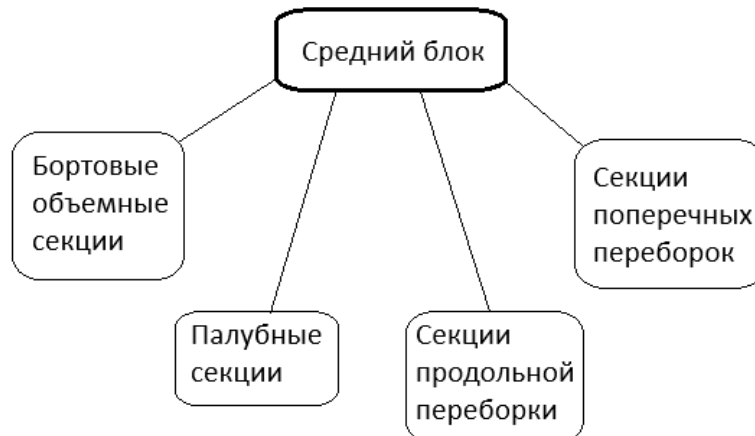 Средний блок
Бортовые
объемные
секции
Секции
поперечных
переборок
Палубные
секции
Секции
продольной
переборки